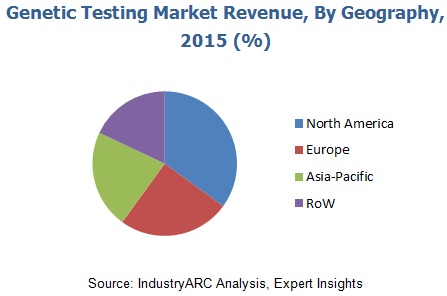 Genetic Testing Market Revenue, By Geography,
2015 (%)
North America
Europe
Asia-Pacific
RoW
Source: IndustryARC Analysis, Expert Insights